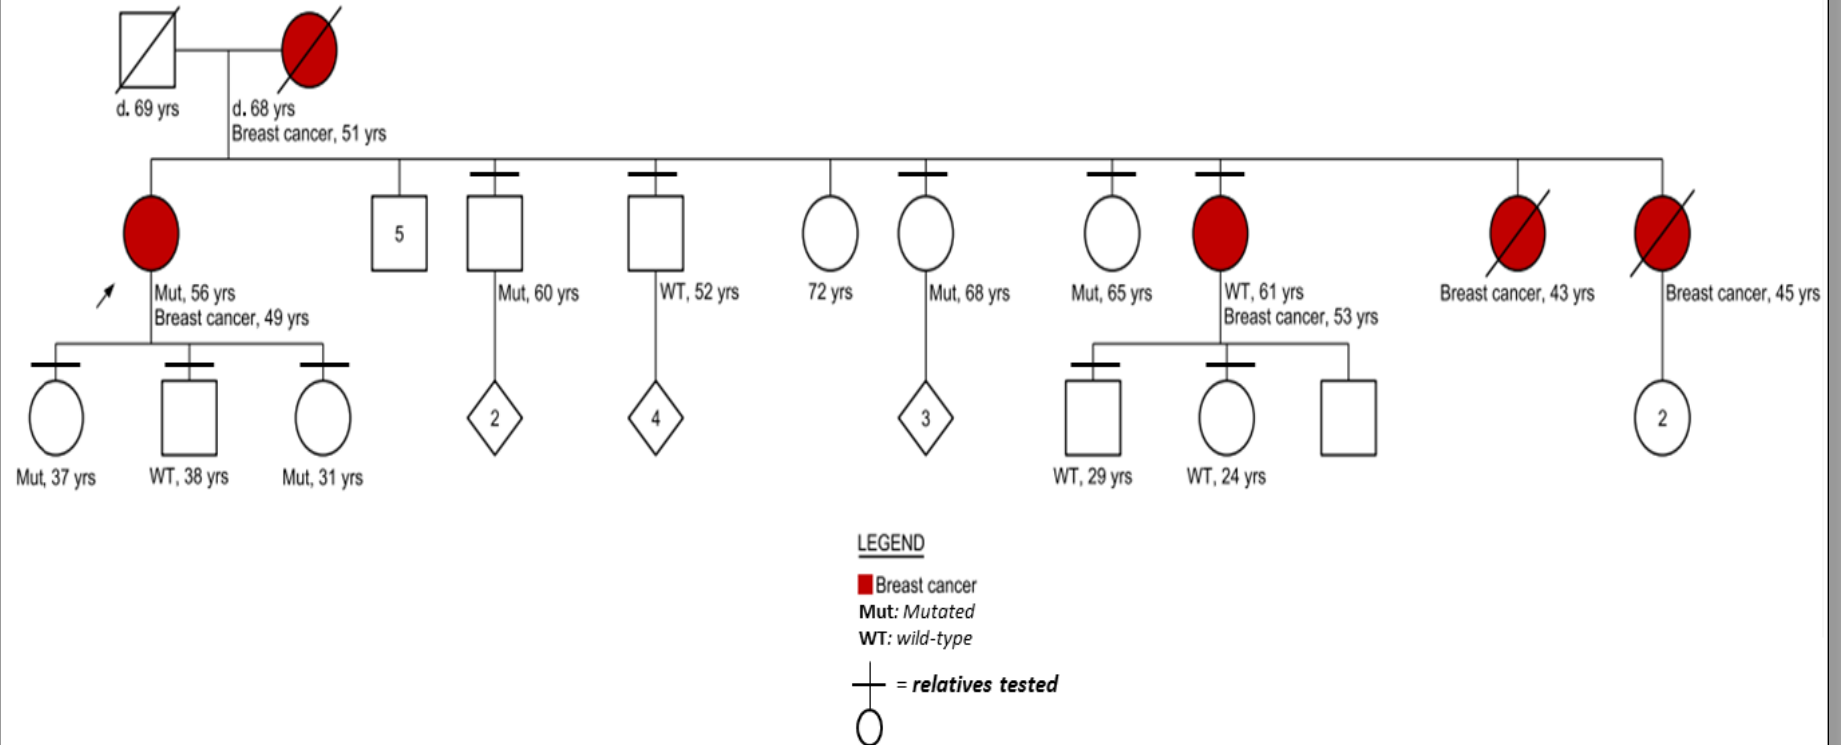 d. 69 yrs
d. 68 yrs
Breast cancer, 51 yrs
5
Mut, 56 yrs
Breast cancer, 49 yrs
Mut, 60 yrs
WT, 52 yrs
72 yrs
Mut, 68 yrs
Mut, 65 yrs
WT, 61 yrs
Breast cancer, 53 yrs
Breast cancer, 43 yrs
Breast cancer, 45 yrs
2
4
3
2
Mut, 37 yrs
WT, 38 yrs
Mut, 31 yrs
WT, 29 yrs
WT, 24 yrs
LEGEND
Breast cancer
Mut: Mutated
WT: wild-type
= relatives tested